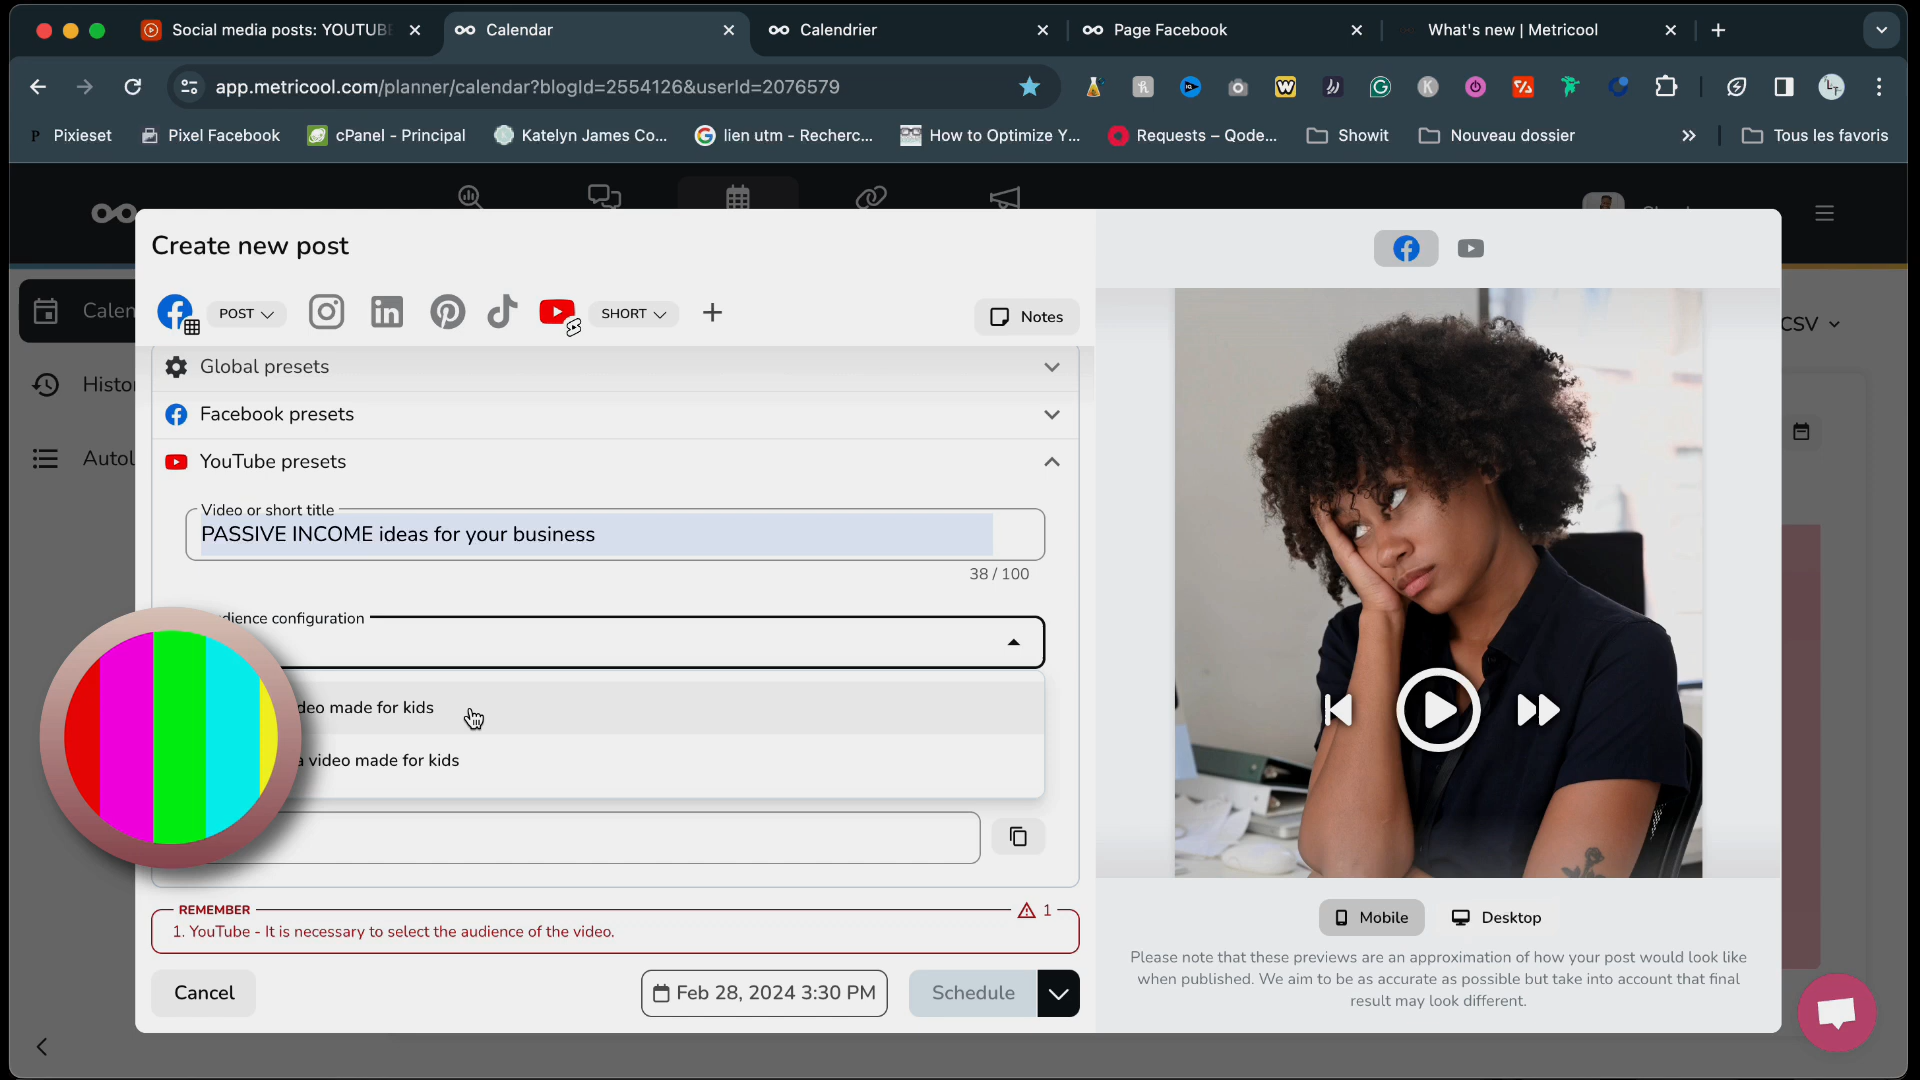 Social media posts: YOUTUB
Calendar
Calendrier
Page Facebook
What's new | Metricool
app.metricool.com/planner/calendar?blogId=2554126&userId=2076579
Pixieset
Pixel Facebook
cPanel - Principal
Katelyn James Co...
lien utm - Recherc...
How to Optimize Y...
Requests – Qode...
Showit
Nouveau dossier
Tous les favoris
Create new post
POST
SHORT
Notes
Calen
CSV
Global presets
Histo
Facebook presets
Autol
YouTube presets
Video or short title
PASSIVE INCOME ideas for your business
38 / 100
dience configuration
deo made for kids
a video made for kids
REMEMBER
1
1. YouTube - It is necessary to select the audience of the video.
Cancel
Feb 28, 2024 3:30 PM
Schedule
Mobile
Desktop
Please note that these previews are an approximation of how your post would look like
when published. We aim to be as accurate as possible but take into account that final
result may look different.